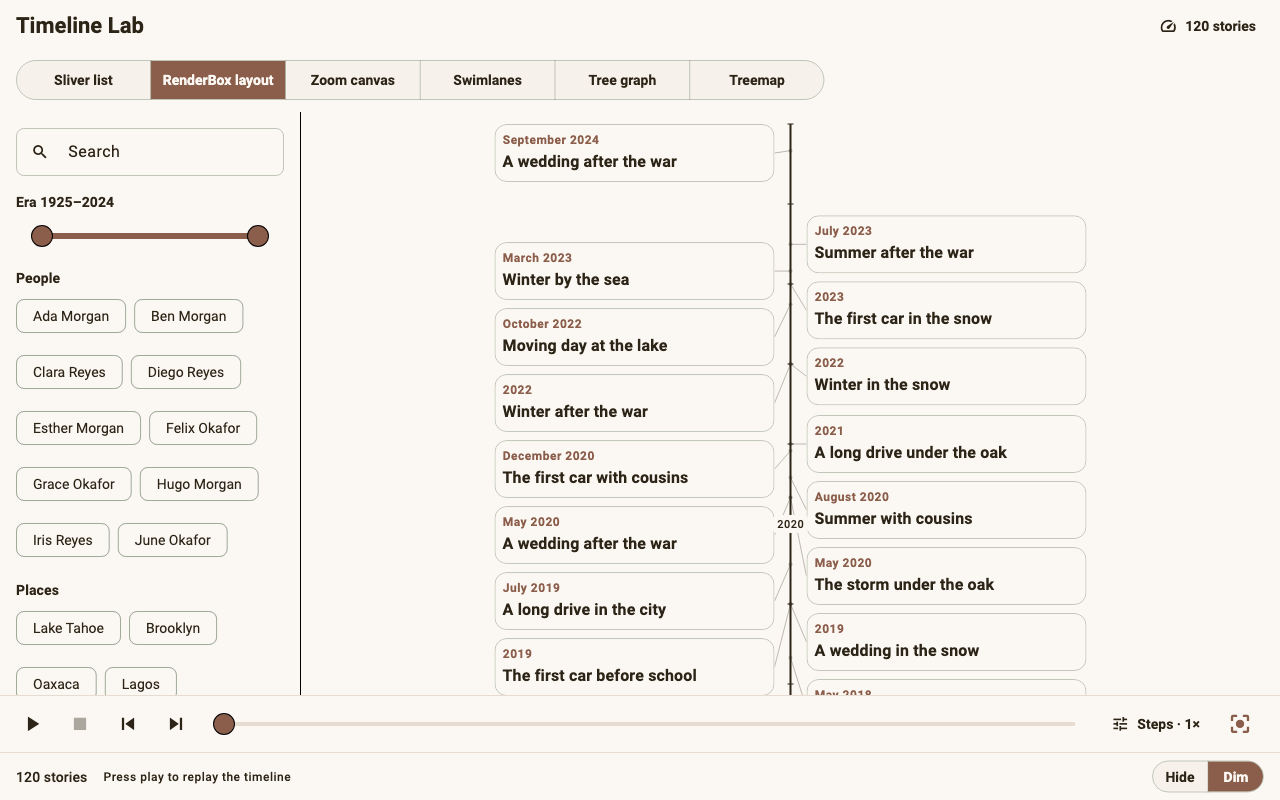 Timeline Lab
120 stories
Sliver list
RenderBox layout
Zoom canvas
Swimlanes
Tree graph
Treemap
Search
Era 1925–2024
People
Ada Morgan
Ben Morgan
Clara Reyes
Diego Reyes
Esther Morgan
Felix Okafor
Grace Okafor
Hugo Morgan
Iris Reyes
June Okafor
Places
Lake Tahoe
Brooklyn
Oaxaca
Lagos
September 2024
A wedding after the war
July 2023
Summer after the war
March 2023
Winter by the sea
2023
The first car in the snow
October 2022
Moving day at the lake
2022
Winter in the snow
2022
Winter after the war
2021
A long drive under the oak
December 2020
The first car with cousins
August 2020
Summer with cousins
May 2020
A wedding after the war
2020
May 2020
The storm under the oak
July 2019
A long drive in the city
2019
A wedding in the snow
2019
The first car before school
May 2018
Steps · 1×
120 stories
Press play to replay the timeline
Hide
Dim